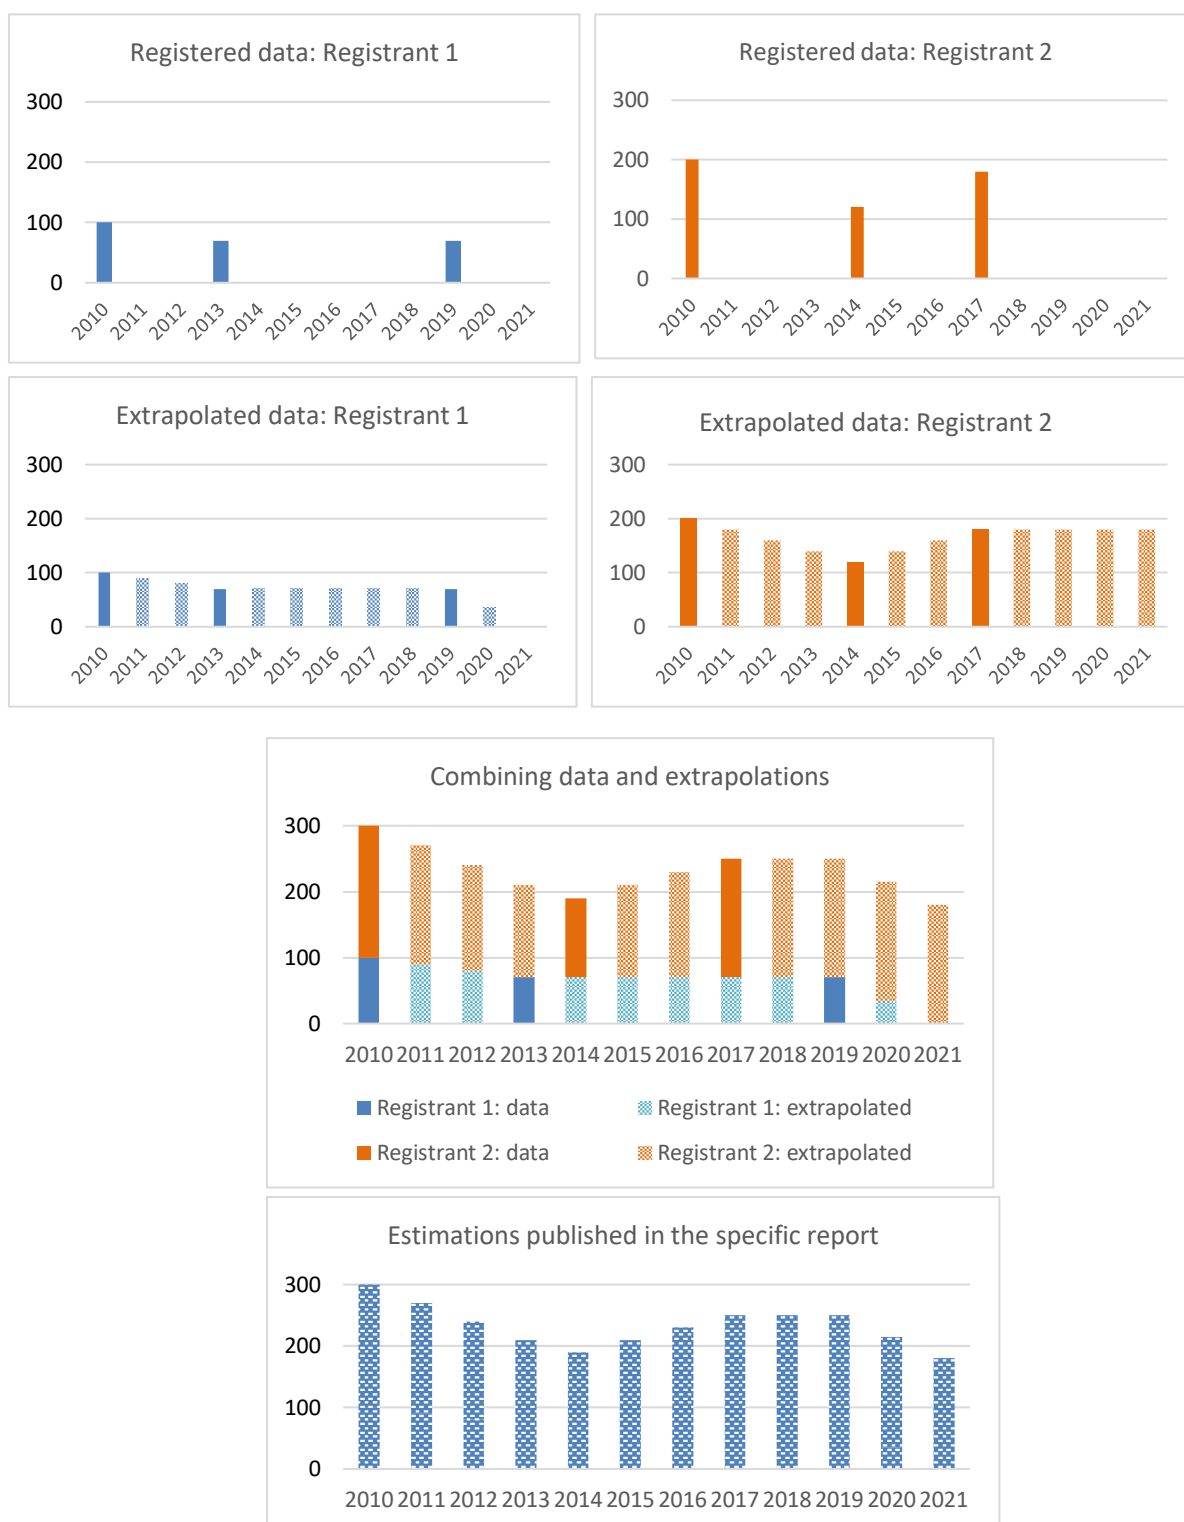 Registered data: Registrant 1
300
200
100
0
2010 2011 2012 2013 2014 2015 2016 2017 2018 2019 2020 2021
Registered data: Registrant 2
300
200
100
0
2010 2011 2012 2013 2014 2015 2016 2017 2018 2019 2020 2021
Extrapolated data: Registrant 1
300
200
100
0
2010 2011 2012 2013 2014 2015 2016 2017 2018 2019 2020 2021
Extrapolated data: Registrant 2
300
200
100
0
2010 2011 2012 2013 2014 2015 2016 2017 2018 2019 2020 2021
Combining data and extrapolations
300
200
100
0
2010 2011 2012 2013 2014 2015 2016 2017 2018 2019 2020 2021
Registrant 1: data Registrant 1: extrapolated
Registrant 2: data Registrant 2: extrapolated
Estimations published in the specific report
300
200
100
0
2010 2011 2012 2013 2014 2015 2016 2017 2018 2019 2020 2021